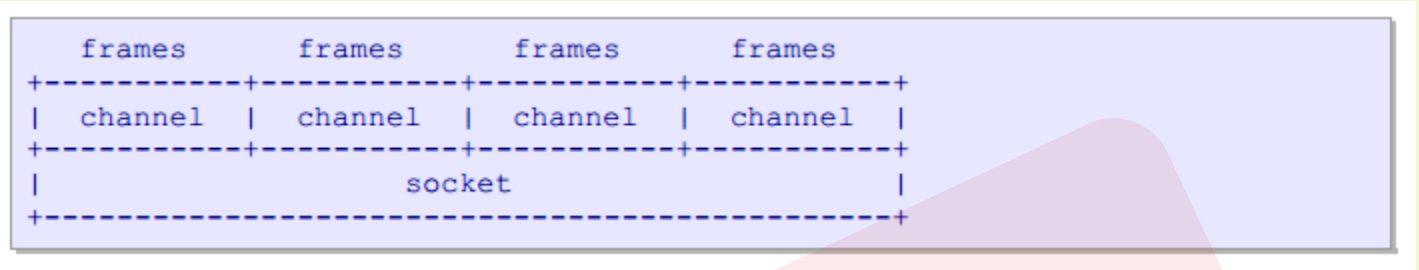 frames       frames       frames       frames
+-----------+-----------+-----------+-----------+
|  channel  |  channel  |  channel  |  channel  |
+-----------+-----------+-----------+-----------+
|                    socket                     |
+-----------------------------------------------+